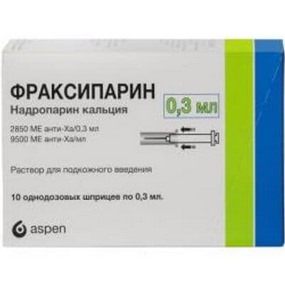 ФРАКСИПАРИН
Надропарин кальция
0,3 мл
2850 МЕ анти-Ха/0,3 мл
9500 МЕ анти-Ха/мл
Раствор для подкожного введения
10 однодозовых шприцев по 0,3 мл.
aspen